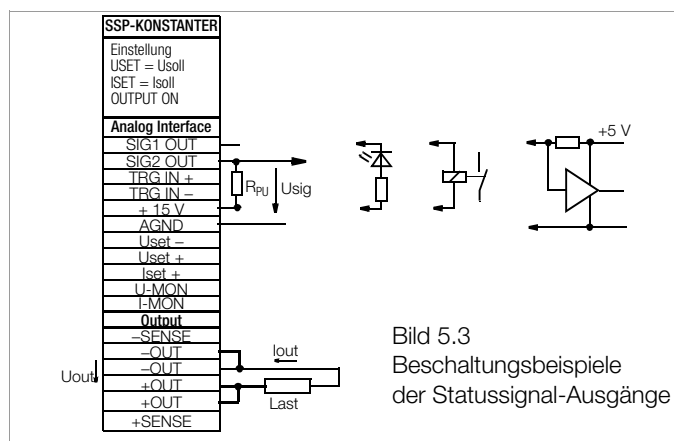 SSP-KONSTANTER
Einstellung
USET = Usoll
ISET = Isoll
OUTPUT ON
Analog Interface
SIG1 OUT
SIG2 OUT
TRG IN +
TRG IN –
+ 15 V
AGND
Uset –
Uset +
Iset +
U-MON
I-MON
Output
–SENSE
–OUT
–OUT
+OUT
+OUT
+SENSE
RPU
Usig
+5 V
Uout
Iout
Last
Bild 5.3
Beschaltungsbeispiele
der Statussignal-Ausgänge